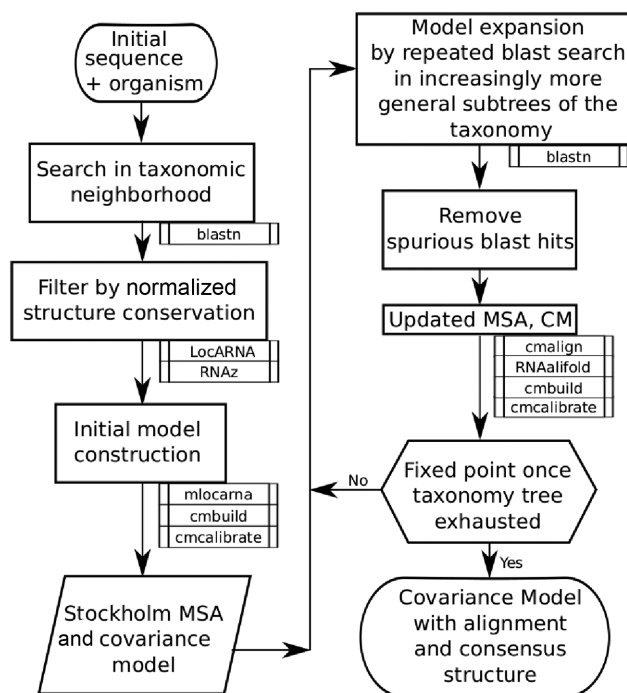 Initial
sequence
+ organism
Search in taxonomic
neighborhood
blastn
Filter by normalized
structure conservation
LocARNA
RNAz
Initial model
construction
mlocarna
cmbuild
cmcalibrate
Stockholm MSA
and covariance
model
Model expansion
by repeated blast search
in increasingly more
general subtrees of the
taxonomy
blastn
Remove
spurious blast hits
Updated MSA, CM
cmalign
RNAalifold
cmbuild
cmcalibrate
Fixed point once
taxonomy tree
exhausted
No
Yes
Covariance Model
with alignment
and consensus
structure